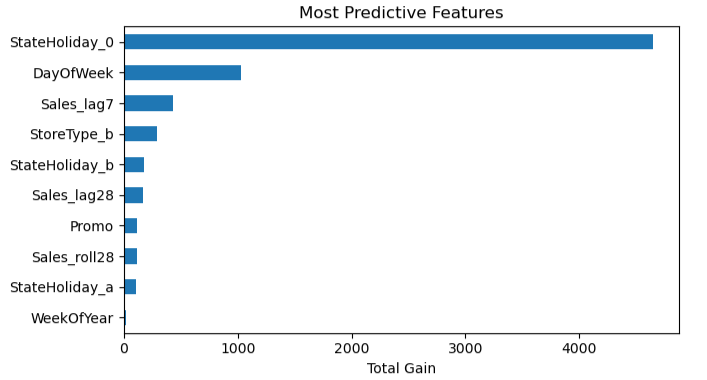 Most Predictive Features
StateHoliday_0
DayOfWeek
Sales_lag7
StoreType_b
StateHoliday_b
Sales_lag28
Promo
Sales_roll28
StateHoliday_a
WeekOfYear
0 1000 2000 3000 4000
Total Gain